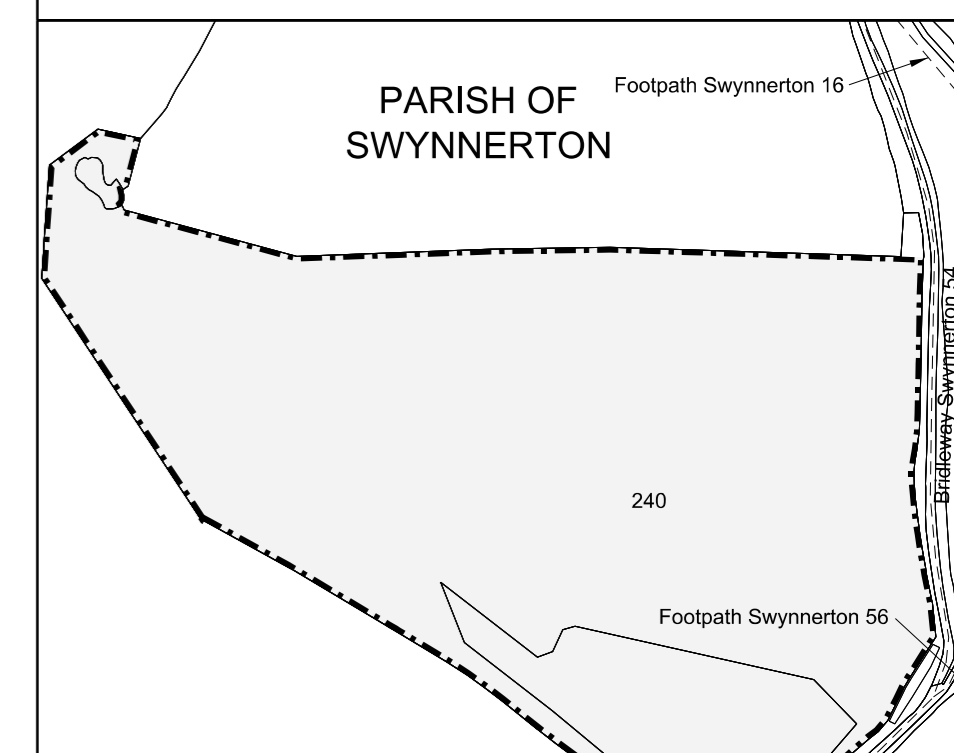 Footpath Swynnerton 16
PARISH OF
SWYNNERTON
Bridleway Swynnerton 54
240
Footpath Swynnerton 56